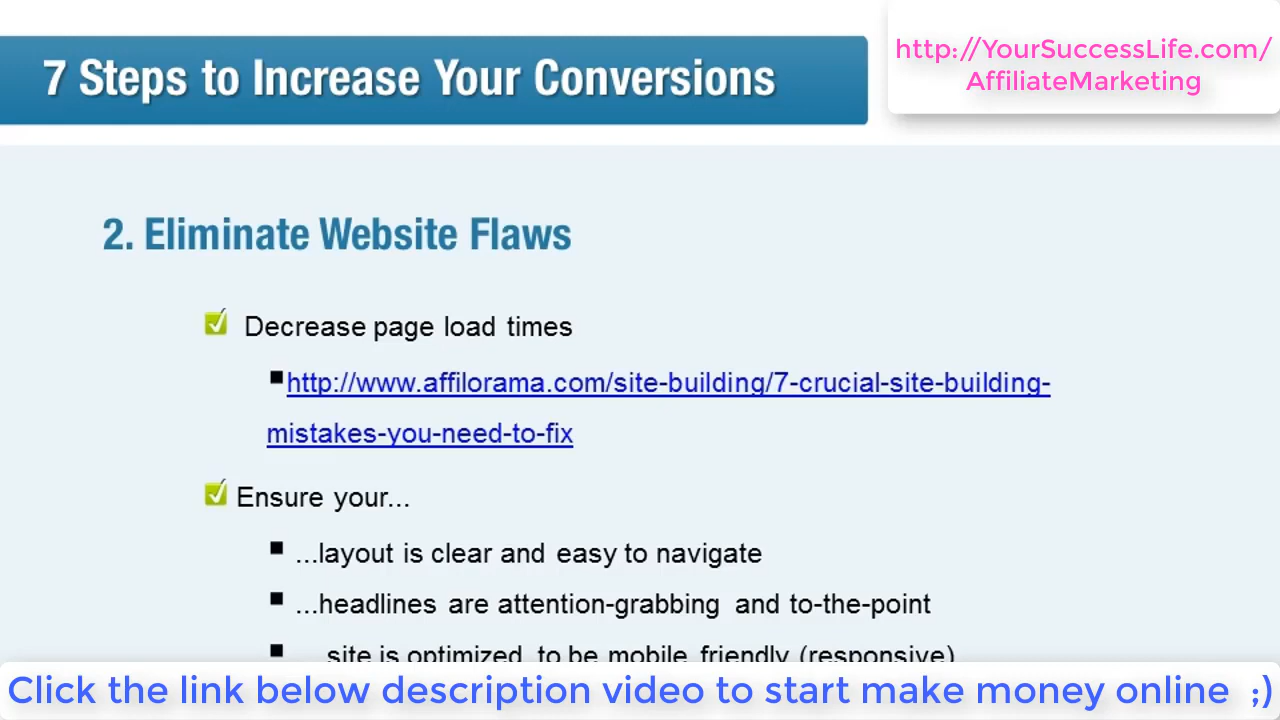 7 Steps to Increase Your Conversions
http://YourSuccessLife.com/
AffiliateMarketing
2. Eliminate Website Flaws
Decrease page load times
http://www.affilorama.com/site-building/7-crucial-site-building-
mistakes-you-need-to-fix
Ensure your...
...layout is clear and easy to navigate
...headlines are attention-grabbing and to-the-point
site is optimized to be mobile friendly (responsive)
Click the link below description video to start make money online ;)